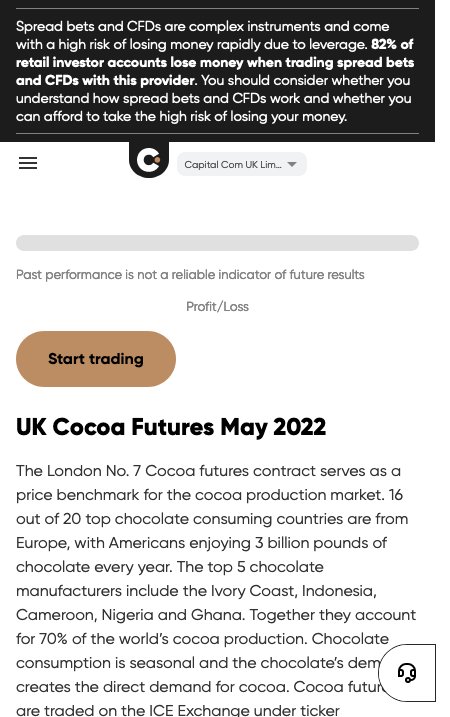 Spread bets and CFDs are complex instruments and come
with a high risk of losing money rapidly due to leverage. 82% of
retail investor accounts lose money when trading spread bets
and CFDs with this provider. You should consider whether you
understand how spread bets and CFDs work and whether you
can afford to take the high risk of losing your money.
Capital Com UK Lim...
Past performance is not a reliable indicator of future results
Profit/Loss
Start trading
UK Cocoa Futures May 2022
The London No. 7 Cocoa futures contract serves as a
price benchmark for the cocoa production market. 16
out of 20 top chocolate consuming countries are from
Europe, with Americans enjoying 3 billion pounds of
chocolate every year. The top 5 chocolate
manufacturers include the Ivory Coast, Indonesia,
Cameroon, Nigeria and Ghana. Together they account
for 70% of the world's cocoa production. Chocolate
consumption is seasonal and the chocolate's
creates the direct demand for cocoa. Cocoa
are traded on the ICE Exchange under ticker